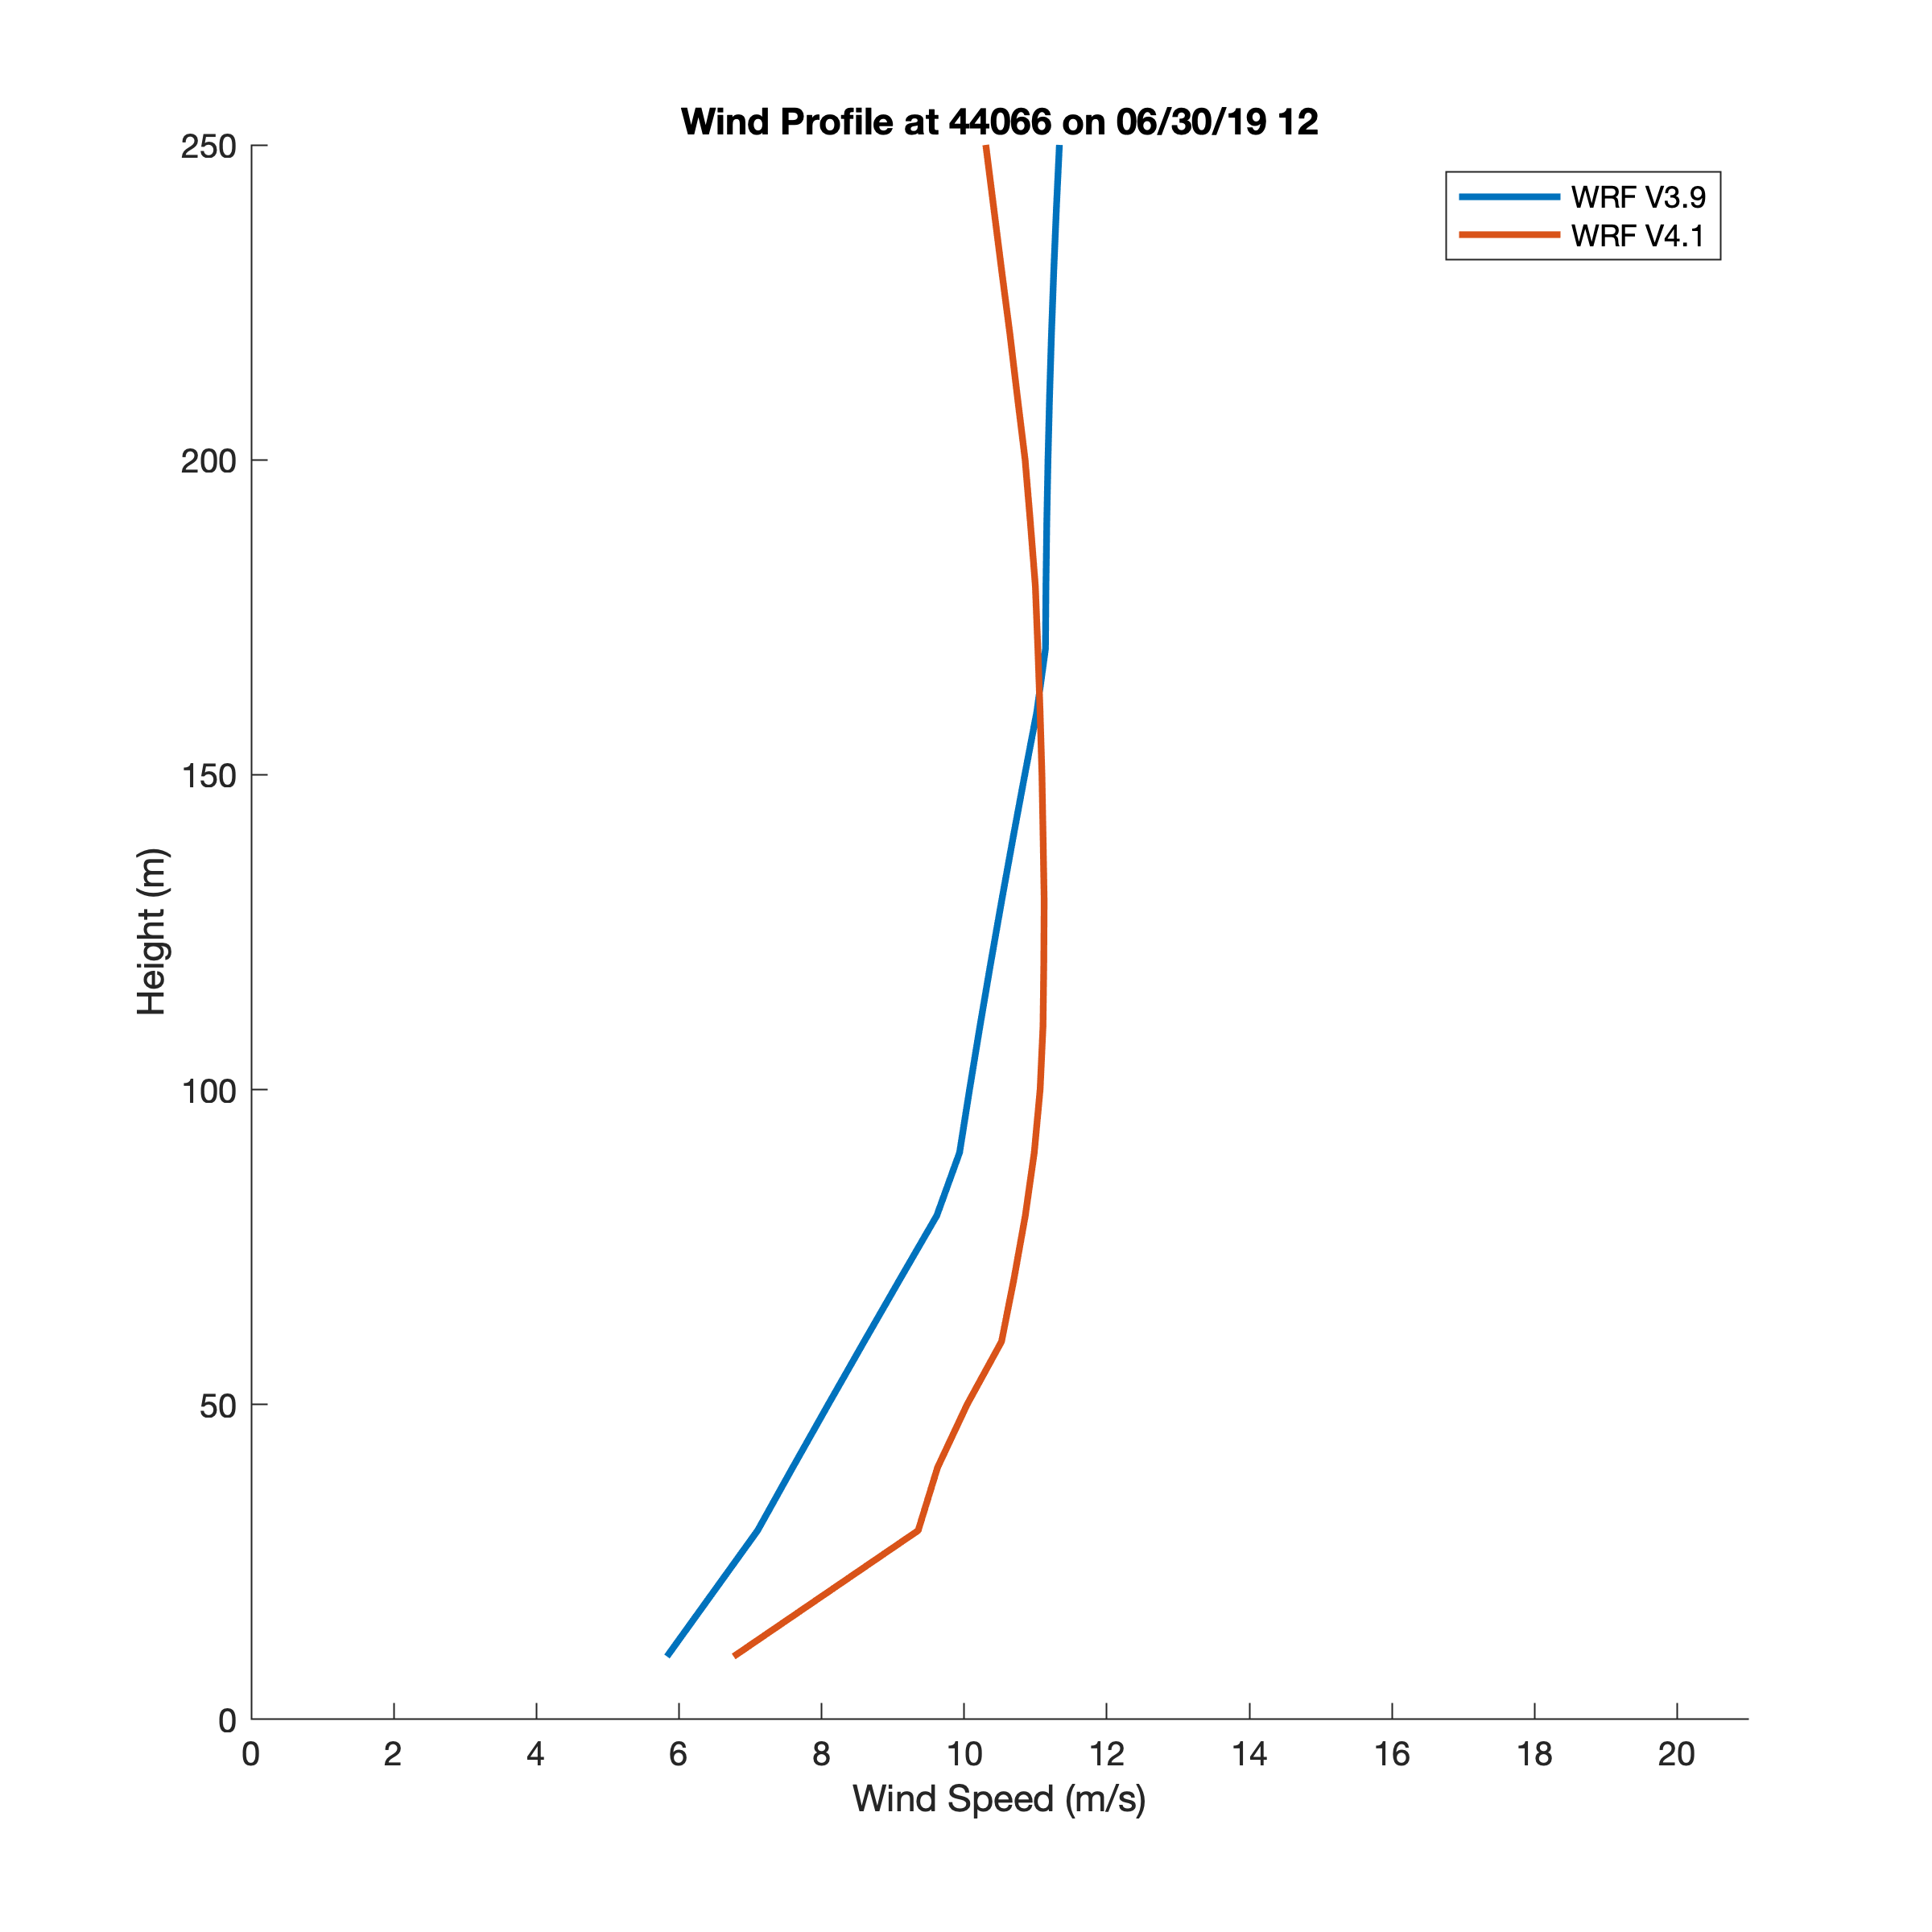 Wind Profile at 44066 on 06/30/19 12
WRF V3.9
WRF V4.1
250
200
150
100
50
0
Height (m)
0 2 4 6 8 10 12 14 16 18 20
Wind Speed (m/s)